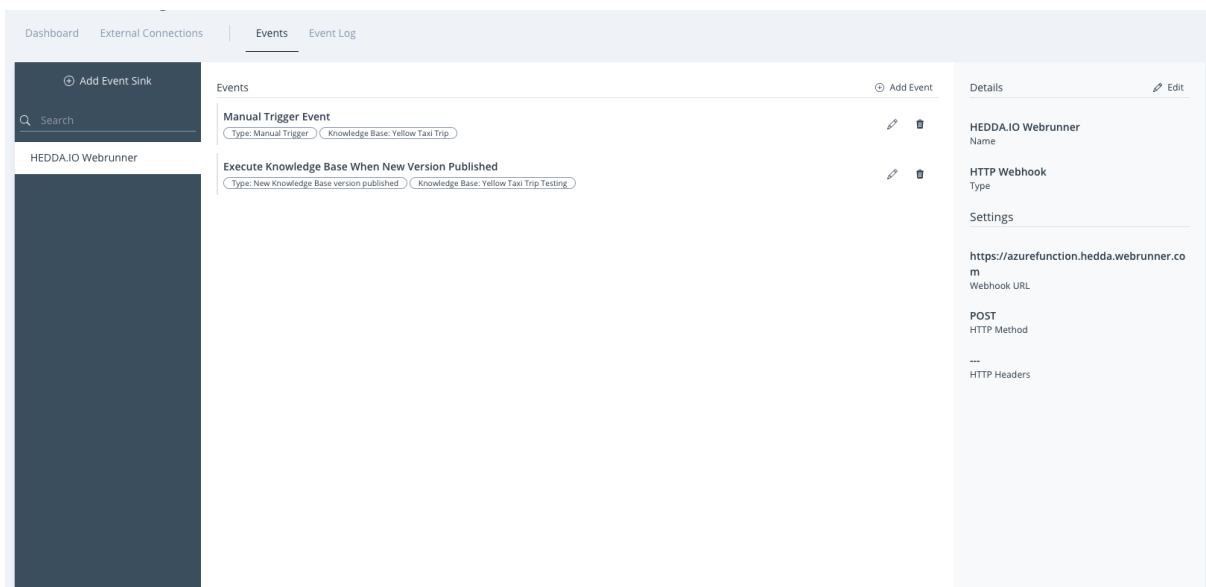 Dashboard External Connections Events Event Log
Add Event Sink
Search
HEDDA.IO Webrunner
Events Add Event
Manual Trigger Event
Type: Manual Trigger Knowledge Base: Yellow Taxi Trip
Execute Knowledge Base When New Version Published
Type: New Knowledge Base version published Knowledge Base: Yellow Taxi Trip Testing
Details Edit
HEDDA.IO Webrunner
Name
HTTP Webhook
Type
Settings
https://azurefunction.hedda.webrunner.co
m
Webhook URL
POST
HTTP Method
---
HTTP Headers